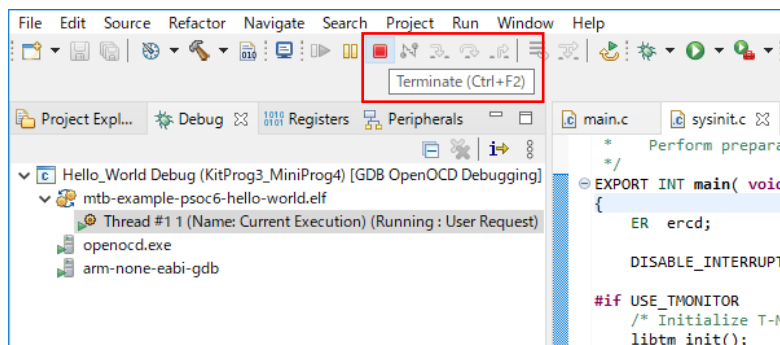 File Edit Source Refactor Navigate Search Project Run Window Help
Terminate (Ctrl+F2)
Project Expl... Debug Registers Peripherals
Hello_World Debug (KitProg3_MiniProg4) [GDB OpenOCD Debugging]
mtb-example-psoc6-hello-world.elf
Thread #1 1 (Name: Current Execution) (Running : User Request)
openocd.exe
arm-none-eabi-gdb
main.c sysinit.c
* Perform prepara
*/
EXPORT INT main( void
{
ER ercd;
DISABLE_INTERRUPT
#if USE_TMONITOR
/* Initialize T-M
libtm_init();